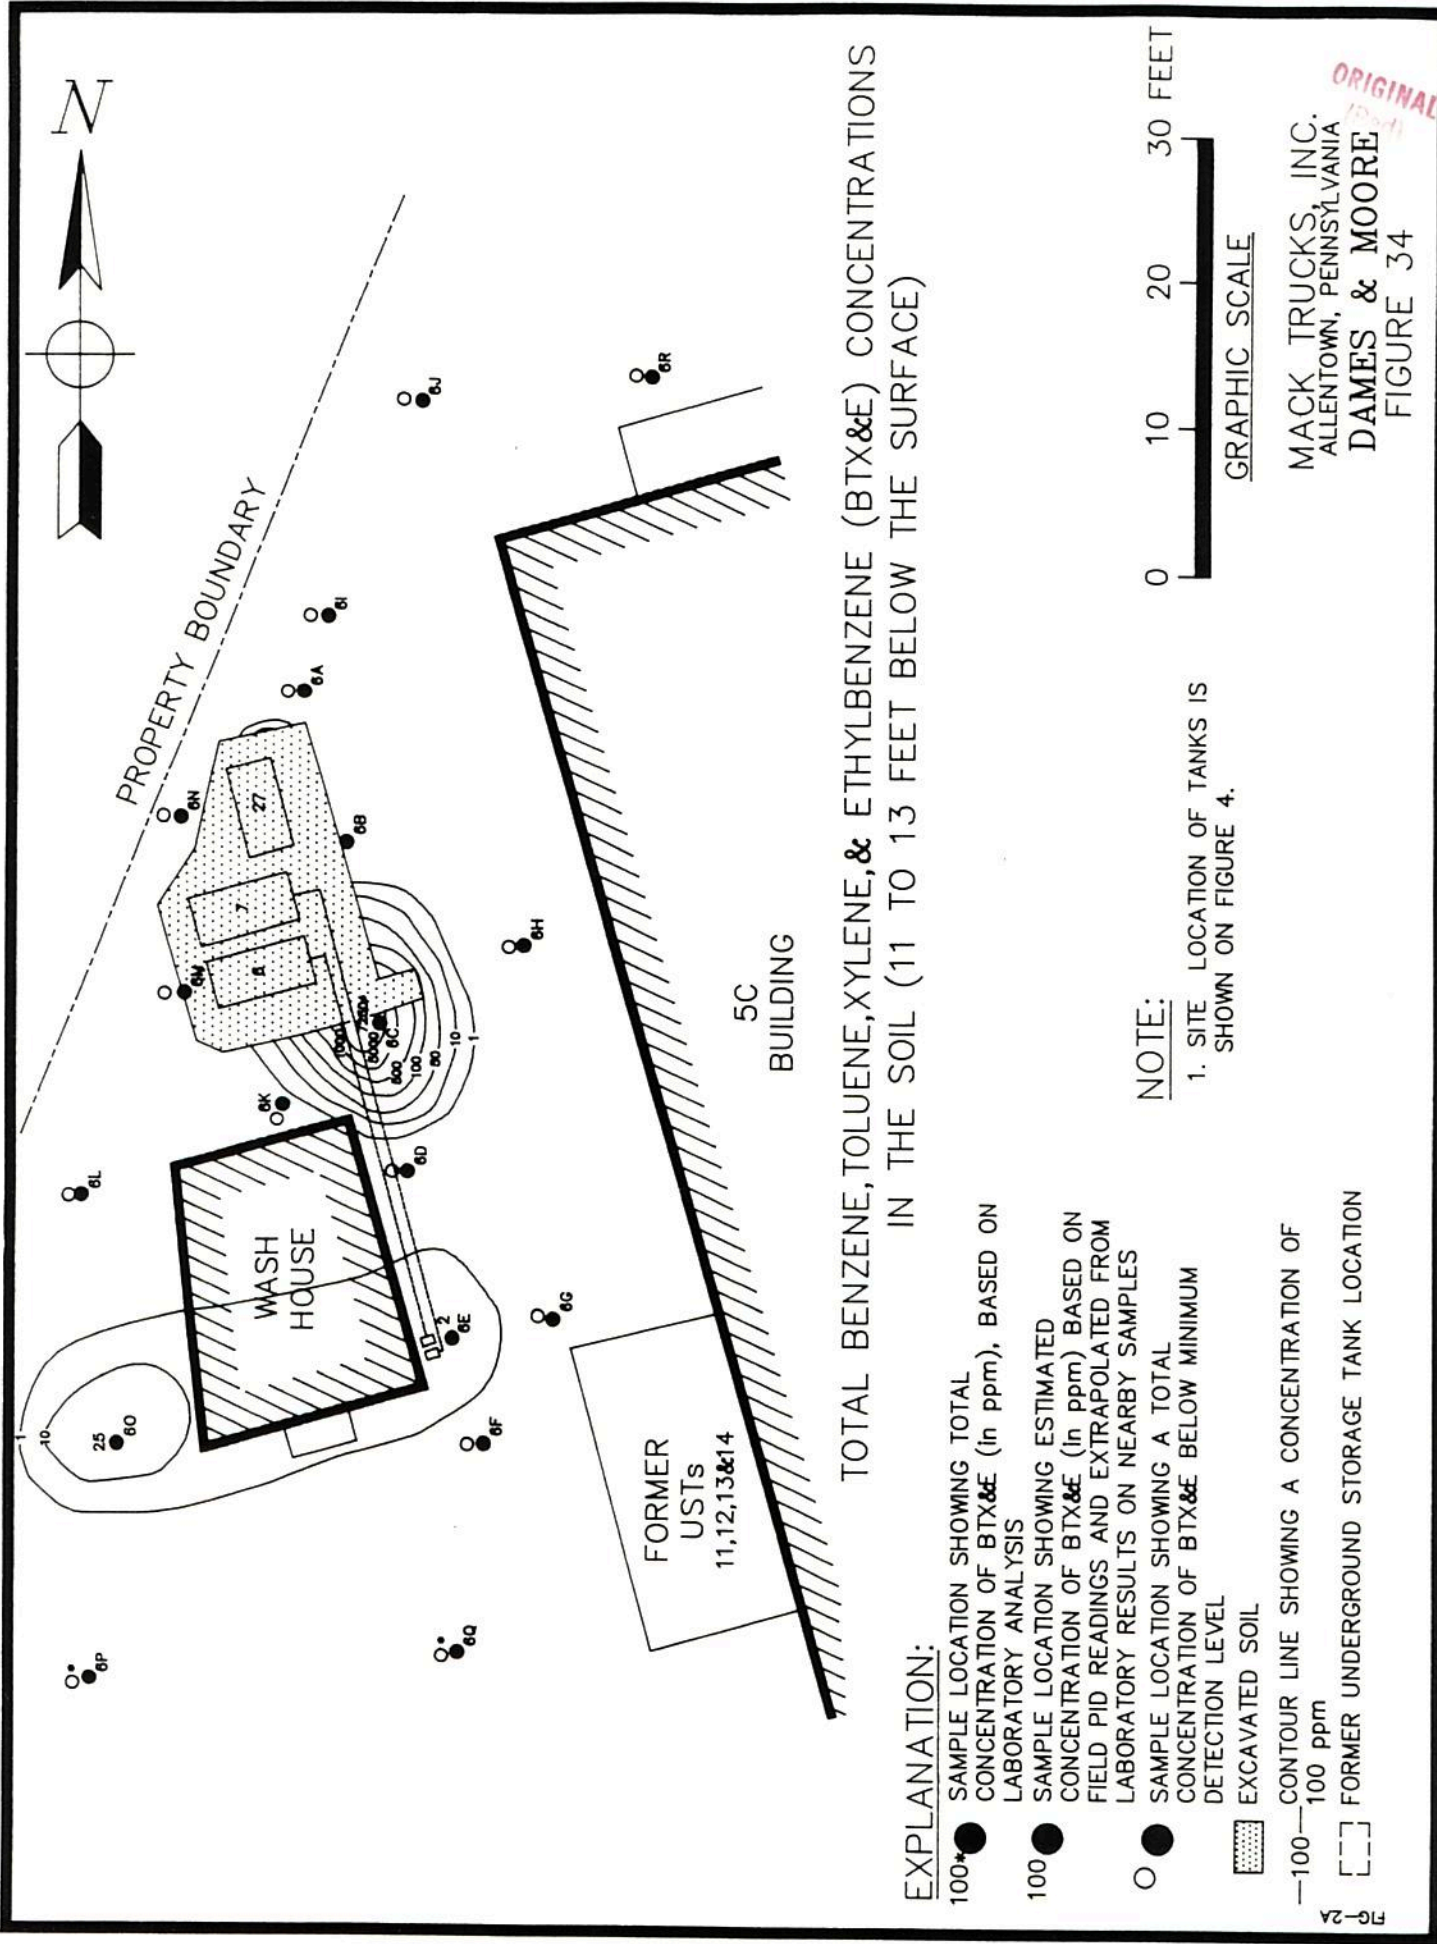 N
PROPERTY BOUNDARY
6J
6R
6I
6A
6N
27
6B
7
6M
6H
6C
1000
5000
500
100
50
10
1
6K
6L
6D
WASH
HOUSE
2
6E
6G
1
10
25
6O
6F
6P
6Q
FORMER
USTs
11,12,13&14
5C
BUILDING
TOTAL BENZENE,TOLUENE,XYLENE,& ETHYLBENZENE (BTX&E) CONCENTRATIONS
IN THE SOIL (11 TO 13 FEET BELOW THE SURFACE)
EXPLANATION:
100* SAMPLE LOCATION SHOWING TOTAL
CONCENTRATION OF BTX&E (in ppm), BASED ON
LABORATORY ANALYSIS
100 SAMPLE LOCATION SHOWING ESTIMATED
CONCENTRATION OF BTX&E (in ppm) BASED ON
FIELD PID READINGS AND EXTRAPOLATED FROM
LABORATORY RESULTS ON NEARBY SAMPLES
SAMPLE LOCATION SHOWING A TOTAL
CONCENTRATION OF BTX&E BELOW MINIMUM
DETECTION LEVEL
EXCAVATED SOIL
—100— CONTOUR LINE SHOWING A CONCENTRATION OF
100 ppm
FORMER UNDERGROUND STORAGE TANK LOCATION
FIG-2A
NOTE:
1. SITE LOCATION OF TANKS IS
SHOWN ON FIGURE 4.
0 10 20 30 FEET
GRAPHIC SCALE
MACK TRUCKS, INC.
ALLENTOWN, PENNSYLVANIA
DAMES & MOORE
FIGURE 34
ORIGINAL
(Red)